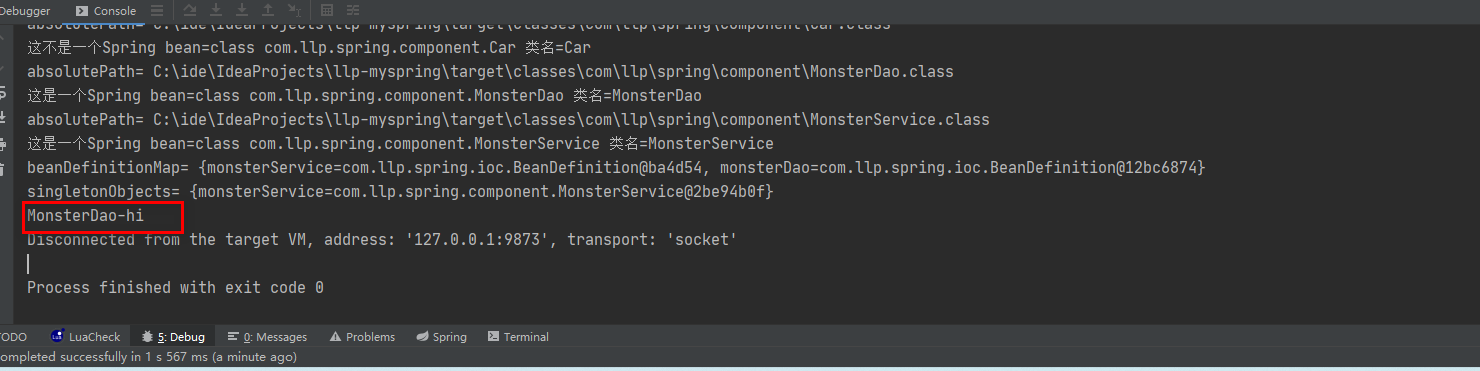 Debugger Console
absolutePath= C:\ide\IdeaProjects\llp-myspring\target\classes\com\llp\spring\component\Car.class
这不是一个Spring bean=class com.llp.spring.component.Car 类名=Car
absolutePath= C:\ide\IdeaProjects\llp-myspring\target\classes\com\llp\spring\component\MonsterDao.class
这是一个Spring bean=class com.llp.spring.component.MonsterDao 类名=MonsterDao
absolutePath= C:\ide\IdeaProjects\llp-myspring\target\classes\com\llp\spring\component\MonsterService.class
这是一个Spring bean=class com.llp.spring.component.MonsterService 类名=MonsterService
beanDefinitionMap= {monsterService=com.llp.spring.ioc.BeanDefinition@ba4d54, monsterDao=com.llp.spring.ioc.BeanDefinition@12bc6874}
singletonObjects= {monsterService=com.llp.spring.component.MonsterService@2be94b0f}
MonsterDao-hi
Disconnected from the target VM, address: '127.0.0.1:9873', transport: 'socket'
Process finished with exit code 0
ODO LuaCheck 5: Debug 0: Messages Problems Spring Terminal
ompleted successfully in 1 s 567 ms (a minute ago)